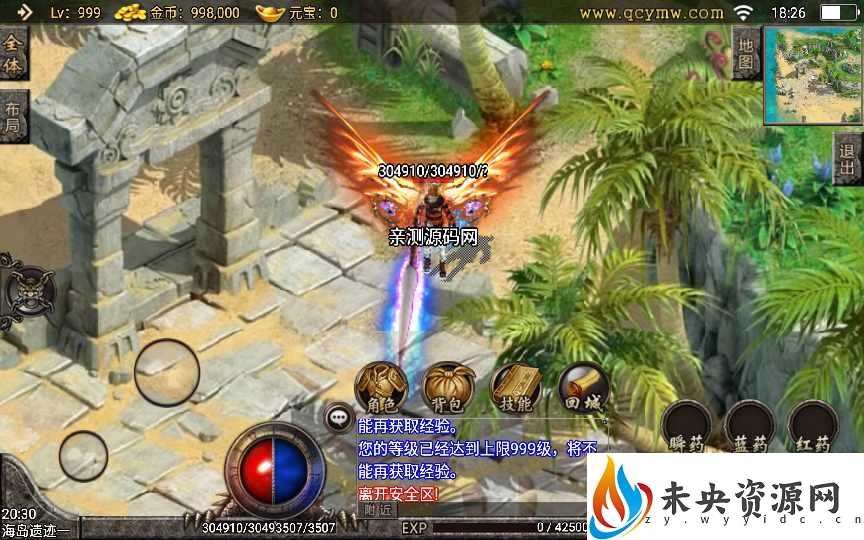 Lv: 999 金币: 998,000 元宝: 0 www.qcymw.com 18:26
全体
地图
布局
退出
304910/304910/?
亲测源码网
角色 背包 技能 回城
瞬药 蓝药 红药
能再获取经验。
您的等级已经达到上限999级，将不
能再获取经验。
离开安全区!
附近
20:30
海岛遗迹一
304910/30493507/3507 EXP 0/42500
未央资源网
zy.wyyidc.cn